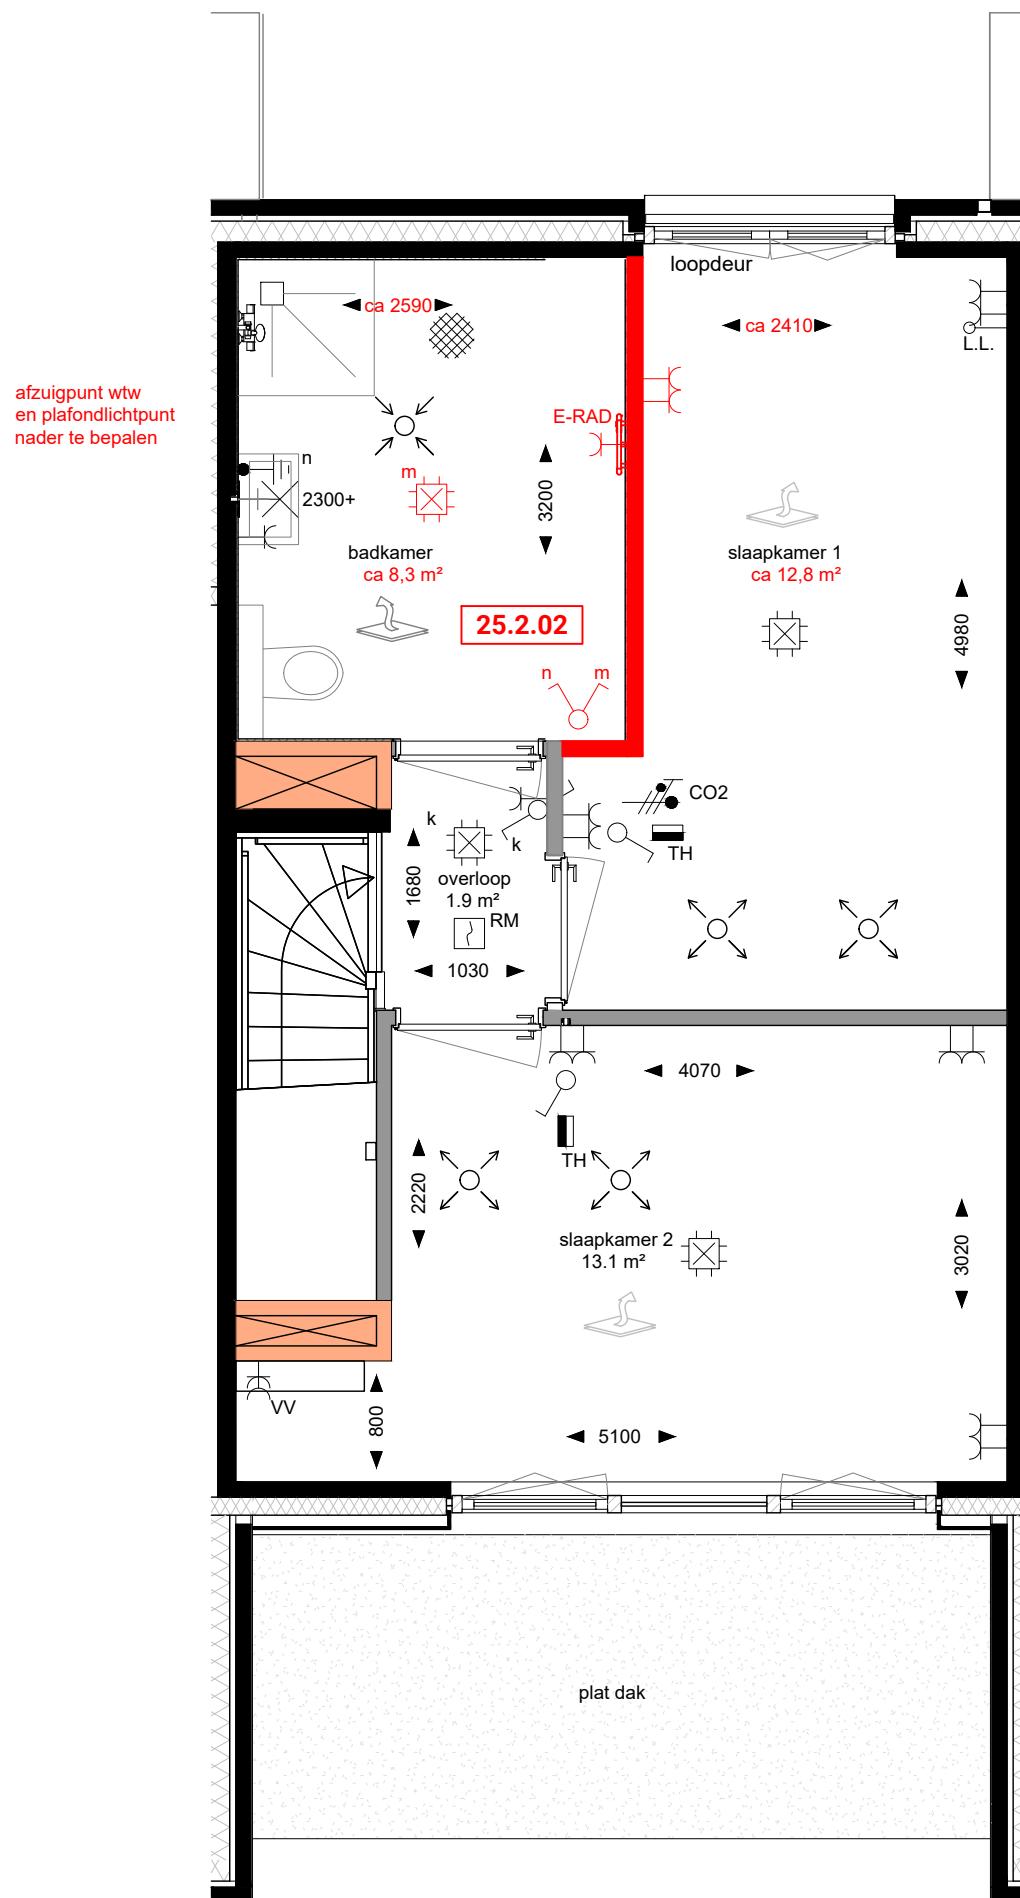 loopdeur
ca 2590
ca 2410
L.L.
afzuigpunt wtw
en plafondlichtpunt
nader te bepalen
E-RAD
n
m
2300+
3200
badkamer
ca 8,3 m²
slaapkamer 1
ca 12,8 m²
25.2.02
4980
n
m
CO2
k
k
TH
1680
overloop
1.9 m²
RM
1030
4070
TH
2220
slaapkamer 2
13.1 m²
3020
VV
800
5100
plat dak